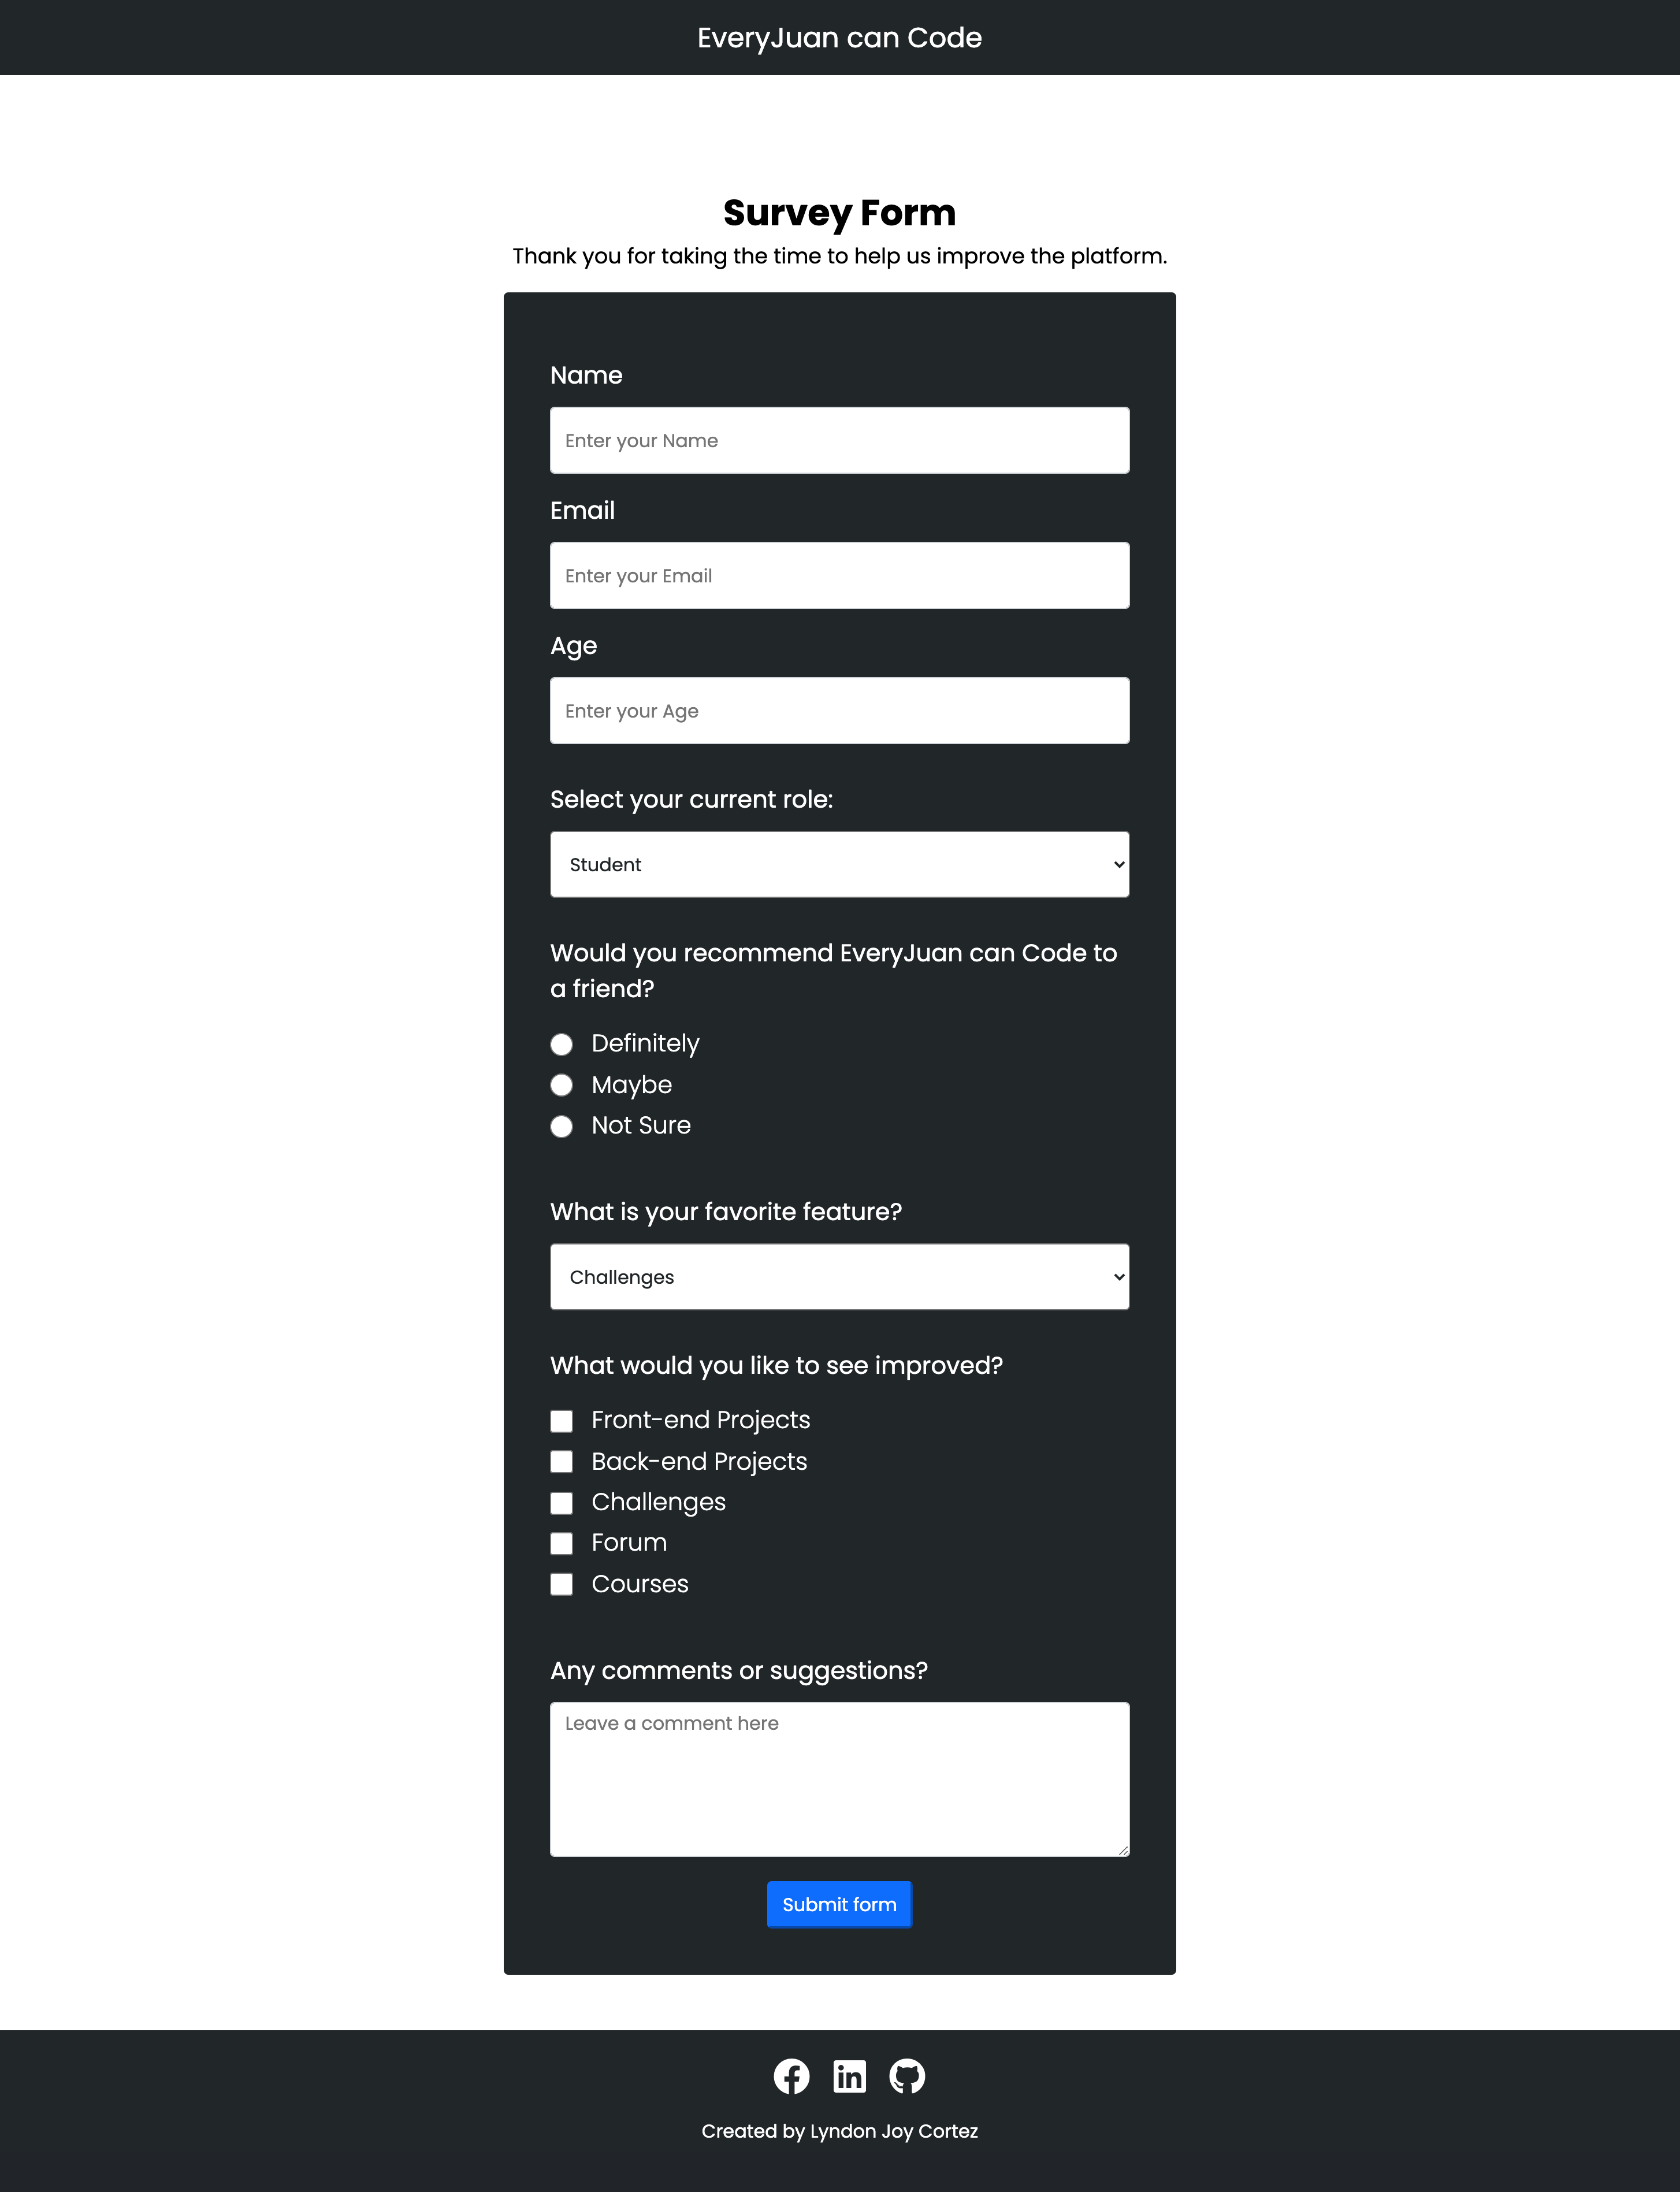 EveryJuan can Code
Survey Form
Thank you for taking the time to help us improve the platform.
Name
Enter your Name
Email
Enter your Email
Age
Enter your Age
Select your current role:
Student
Would you recommend EveryJuan can Code to
a friend?
Definitely
Maybe
Not Sure
What is your favorite feature?
Challenges
What would you like to see improved?
Front-end Projects
Back-end Projects
Challenges
Forum
Courses
Any comments or suggestions?
Leave a comment here
Submit form
Created by Lyndon Joy Cortez